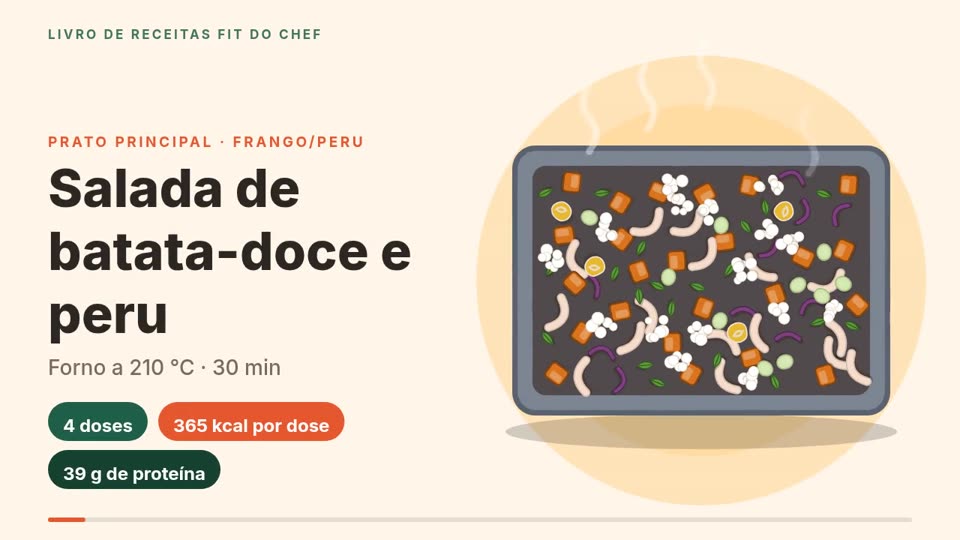 LIVRO DE RECEITAS FIT DO CHEF
PRATO PRINCIPAL · FRANGO/PERU
Salada de
batata-doce e
peru
Forno a 210 °C · 30 min
4 doses
365 kcal por dose
39 g de proteína